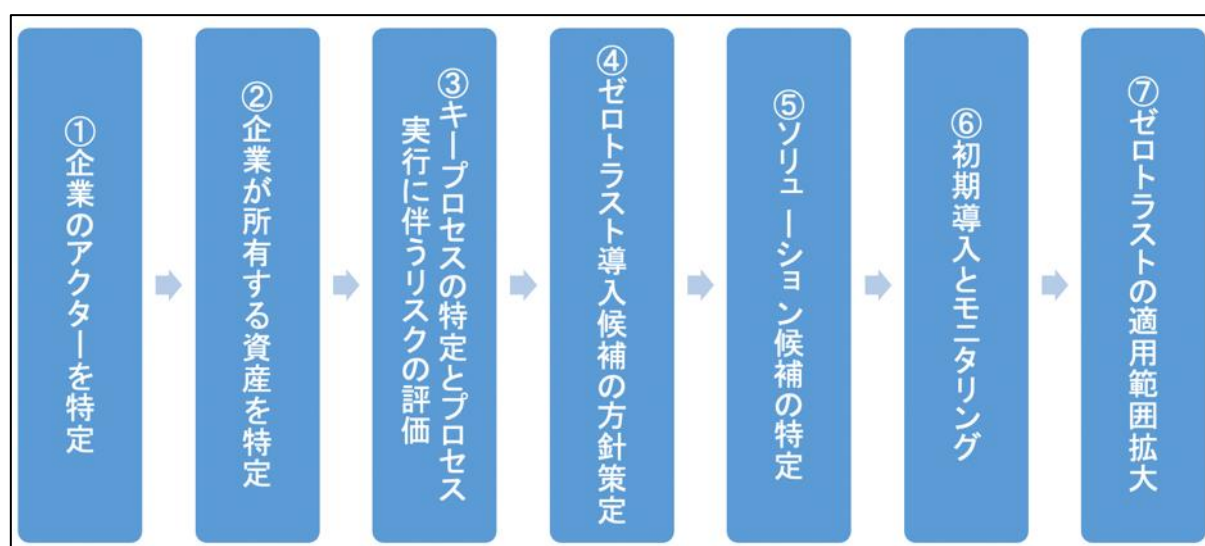 ①企業のアクターを特定
②企業が所有する資産を特定
③キープロセスの特定とプロセス
実行に伴うリスクの評価
④ゼロトラスト導入候補の方針策定
⑤ソリューション候補の特定
⑥初期導入とモニタリング
⑦ゼロトラストの適用範囲拡大